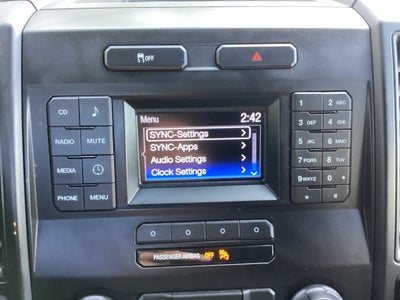 OFF
Menu 2:42
SYNC-Settings
SYNC-Apps
Audio Settings
Clock Settings
CD
RADIO MUTE
MEDIA
PHONE MENU
1 2 ABC
3 DEF 4 GHI
5 JKL 6 MNO
7 PQRS 8 TUV
9 WXYZ 0 +
* #
PASSENGER AIRBAG OFF